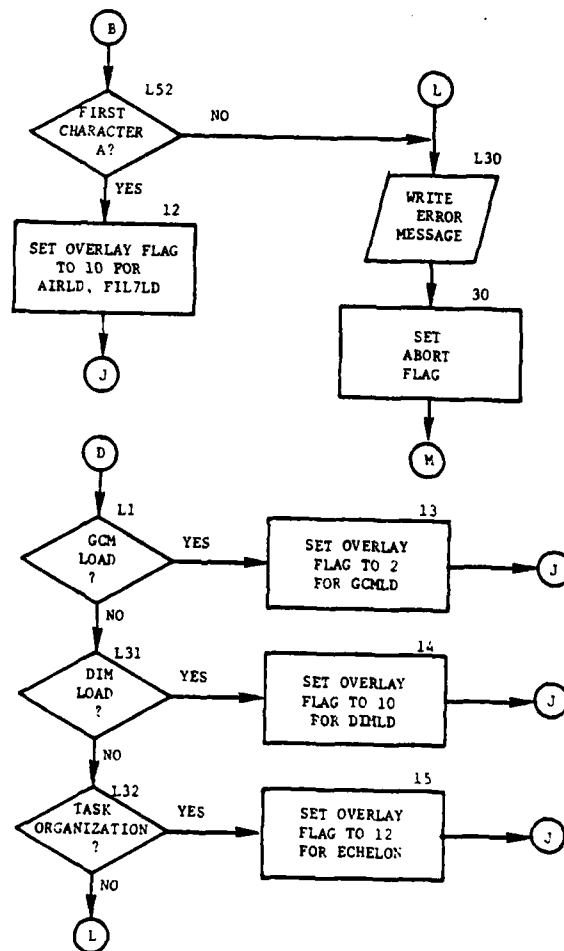 B
L52
FIRST
CHARACTER
A?
NO
YES
12
SET OVERLAY FLAG
TO 10 FOR
AIRLD, FIL7LD
J
L
L30
WRITE
ERROR
MESSAGE
30
SET
ABORT
FLAG
M
D
L1
GCM
LOAD
?
YES
NO
13
SET OVERLAY
FLAG TO 2
FOR GCMLD
J
L31
DIM
LOAD
?
YES
NO
14
SET OVERLAY
FLAG TO 10
FOR DIMLD
J
L32
TASK
ORGANIZATION
?
YES
NO
15
SET OVERLAY
FLAG TO 12
FOR ECHELON
J
L